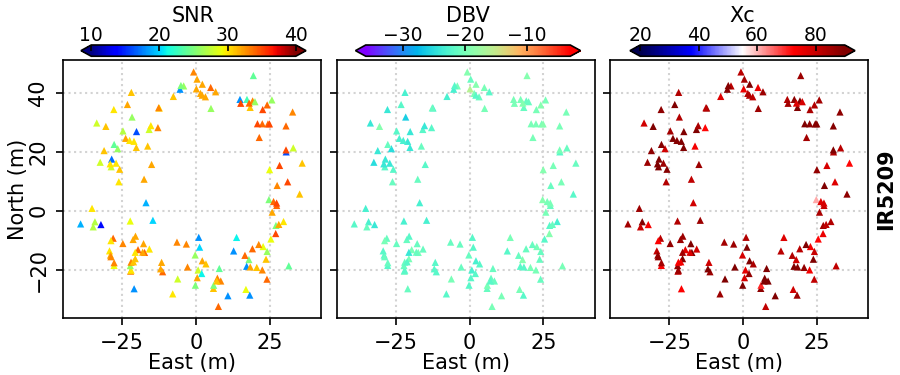 SNR DBV Xc
10 20 30 40 −30 −20 −10 20 40 60 80
40
20
0
−20
North (m)
−25 0 25 −25 0 25 −25 0 25
East (m) East (m) East (m)
IR5209